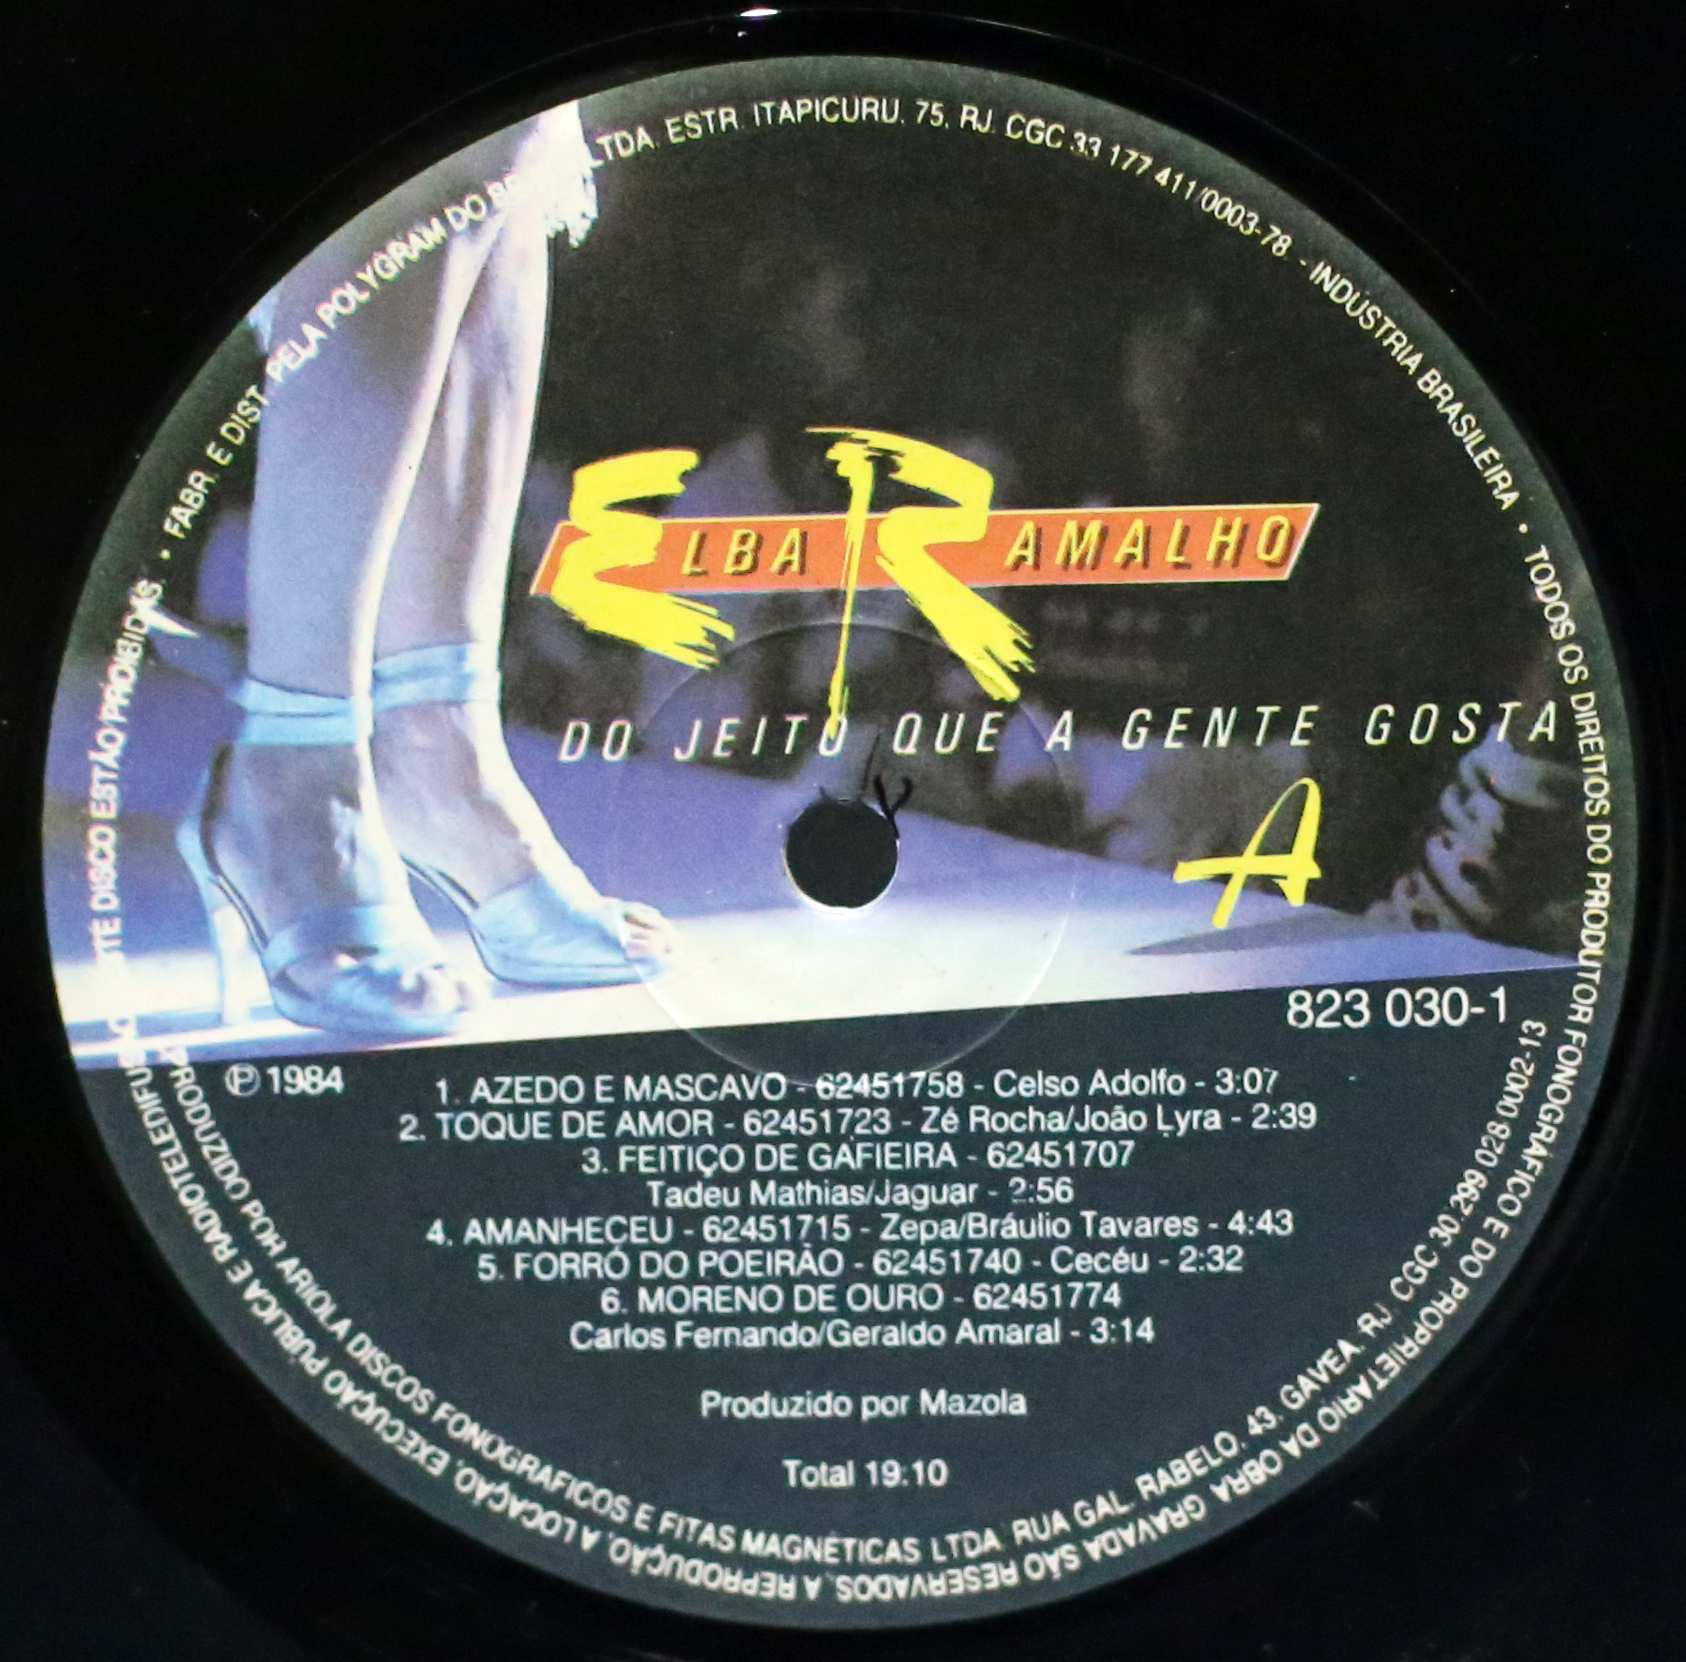 • FABR. E DIST. PELA POLYGRAM DO LTDA. ESTR. ITAPICURU, 75, RJ. CGC 33 177 411/0003-78 - INDÚSTRIA BRASILEIRA • TODOS OS DIREITOS DO PRODUTOR FONOGRAFICO E DO PROPRIETARIO DA OBRA GRAVADA SÃO RESERVADOS. A REPRODUÇÃO, A LOCAÇÃO, EXECUÇÃO PÚBLICA E RADIOTELEDIFUSÃO DISCO ESTÃO PROIBIDAS.
ELBA RAMALHO
DO JEITO QUE A GENTE GOSTA
A
823 030-1
℗ 1984
1. AZEDO E MASCAVO - 62451758 - Celso Adolfo - 3:07
2. TOQUE DE AMOR - 62451723 - Zé Rocha/João Lyra - 2:39
3. FEITIÇO DE GAFIEIRA - 62451707
Tadeu Mathias/Jaguar - 2:56
4. AMANHECEU - 62451715 - Zepa/Bráulio Tavares - 4:43
5. FORRÓ DO POEIRÃO - 62451740 - Cecéu - 2:32
6. MORENO DE OURO - 62451774
Carlos Fernando/Geraldo Amaral - 3:14
Produzido por Mazola
Total 19:10
PRODUZIDO POR ARIOLA DISCOS FONOGRAFICOS E FITAS MAGNÉTICAS LTDA. RUA GAL. RABELO, 43, GAVEA, RJ. CGC 30.299 028 0002-13